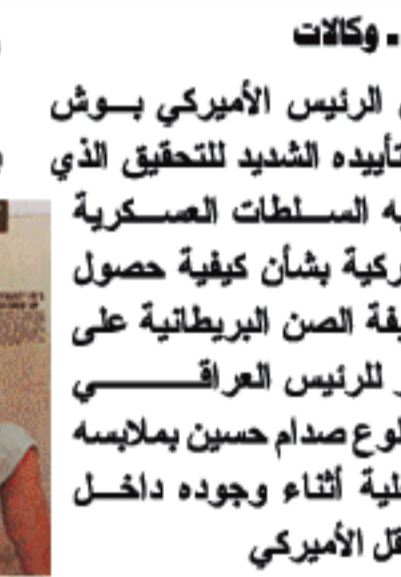 . وكالات
الرئيس الأميركي بوش
تأييده الشديد للتحقيق الذي
السلطات العسكرية
بشأن كيفية حصول
الصن البريطانية على
للرئيس العراقي
صدام حسين بملابسه
أثناء وجوده داخل
الأميركي